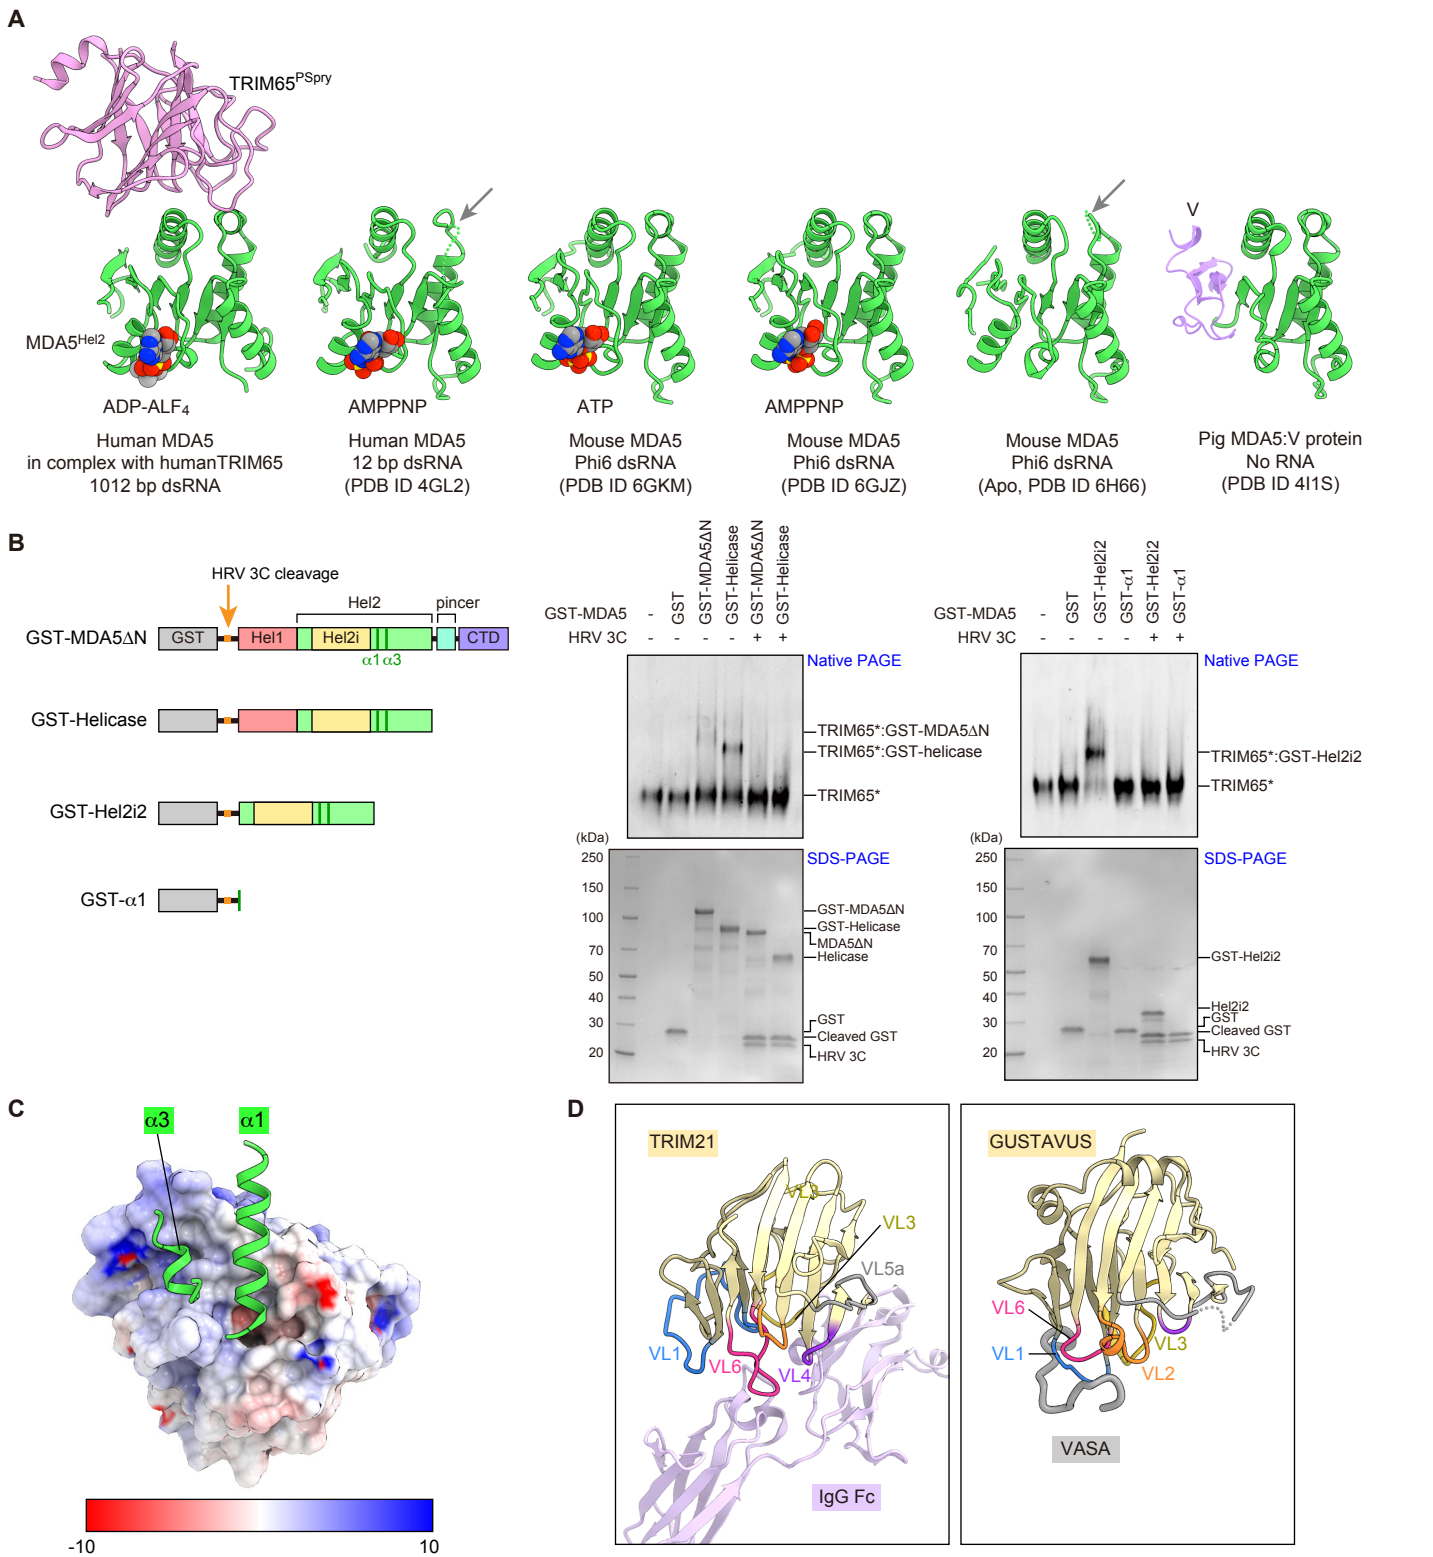 A
TRIM65PSpry
MDA5Hel2
V
ADP-ALF4
AMPPNP
ATP
AMPPNP
Human MDA5
in complex with humanTRIM65
1012 bp dsRNA
Human MDA5
12 bp dsRNA
(PDB ID 4GL2)
Mouse MDA5
Phi6 dsRNA
(PDB ID 6GKM)
Mouse MDA5
Phi6 dsRNA
(PDB ID 6GJZ)
Mouse MDA5
Phi6 dsRNA
(Apo, PDB ID 6H66)
Pig MDA5:V protein
No RNA
(PDB ID 4I1S)
B
HRV 3C cleavage
Hel2
pincer
GST-MDA5ΔN
GST
Hel1
Hel2i
CTD
α1 α3
GST-Helicase
GST-Hel2i2
GST-α1
GST-MDA5 - GST GST-MDA5ΔN GST-Helicase GST-MDA5ΔN GST-Helicase
HRV 3C - - - - + +
Native PAGE
TRIM65*:GST-MDA5ΔN
TRIM65*:GST-helicase
TRIM65*
(kDa)
SDS-PAGE
250
150
100
70
50
40
30
20
GST-MDA5ΔN
GST-Helicase
MDA5ΔN
Helicase
GST
Cleaved GST
HRV 3C
GST-MDA5 - GST GST-Hel2i2 GST-α1 GST-Hel2i2 GST-α1
HRV 3C - - - - + +
Native PAGE
TRIM65*:GST-Hel2i2
TRIM65*
(kDa)
SDS-PAGE
250
150
100
70
50
40
30
20
GST-Hel2i2
Hel2i2
GST
Cleaved GST
HRV 3C
C
α3
α1
-10
10
D
TRIM21
VL3
VL5a
VL1
VL6
VL4
IgG Fc
GUSTAVUS
VL6
VL1
VL3
VL2
VASA